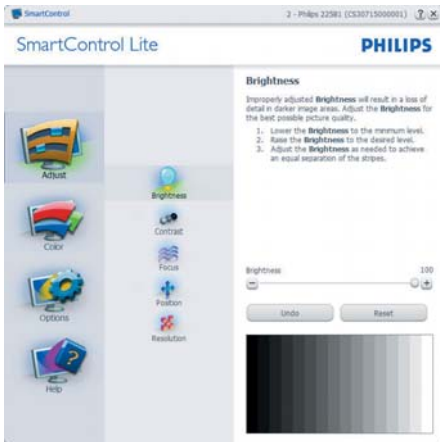 SmartControl
2 - Philips 225B1 (CS30715000001)
SmartControl Lite
PHILIPS
Adjust
Color
Options
Help
Brightness
Contrast
Focus
Position
Resolution
Brightness
Improperly adjusted Brightness will result in a loss of
detail in darker image areas. Adjust the Brightness for
the best possible picture quality.
1. Lower the Brightness to the minimum level.
2. Raise the Brightness to the desired level.
3. Adjust the Brightness as needed to achieve
an equal separation of the stripes.
Brightness 100
Undo
Reset